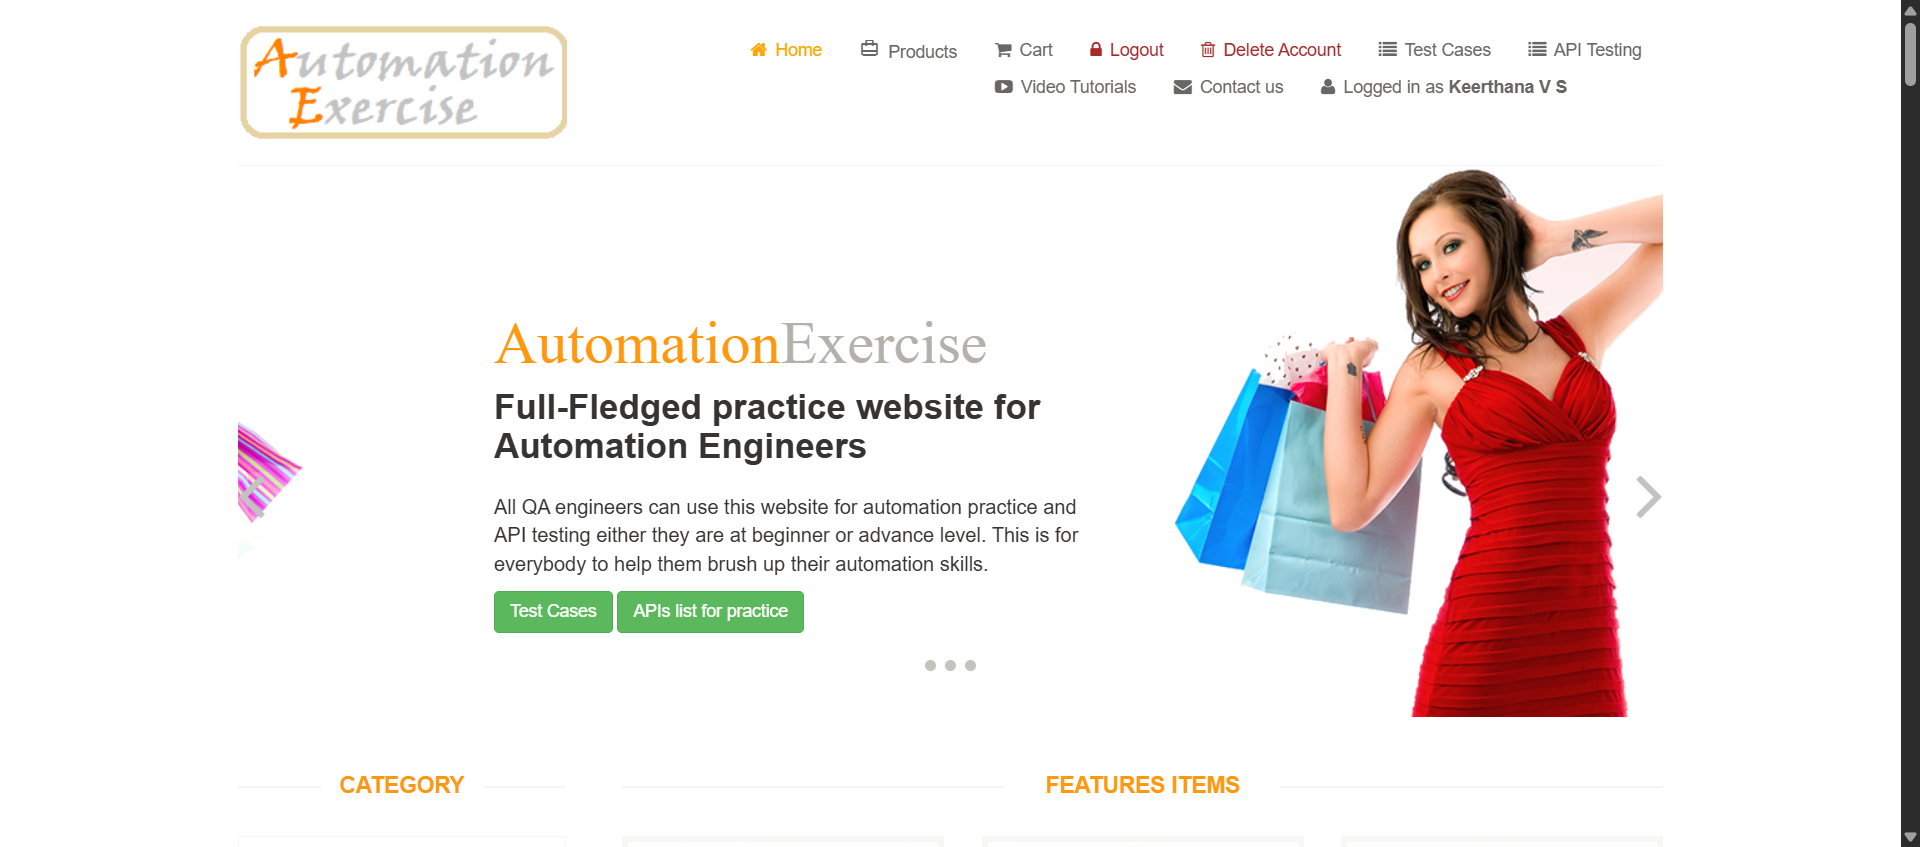 Automation
Exercise
Home Products Cart Logout Delete Account Test Cases API Testing
Video Tutorials Contact us Logged in as Keerthana V S
AutomationExercise
Full-Fledged practice website for
Automation Engineers
All QA engineers can use this website for automation practice and
API testing either they are at beginner or advance level. This is for
everybody to help them brush up their automation skills.
Test Cases APIs list for practice
CATEGORY FEATURES ITEMS